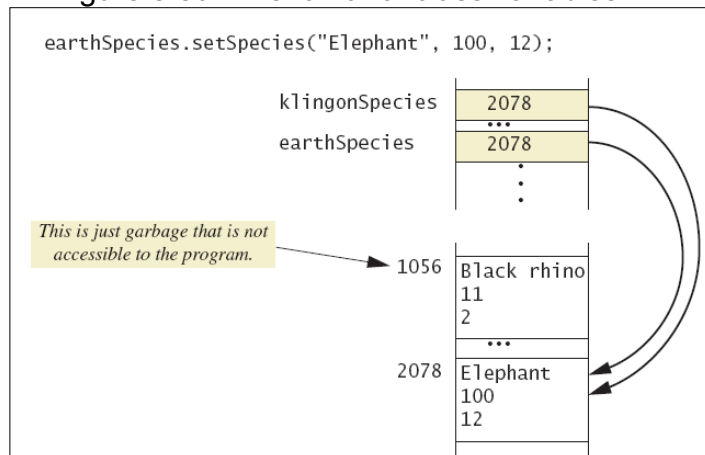 earthSpecies.setSpecies("Elephant", 100, 12);
klingonSpecies 2078
...
earthSpecies 2078
This is just garbage that is not
accessible to the program.
1056 Black rhino
11
2
...
2078 Elephant
100
12